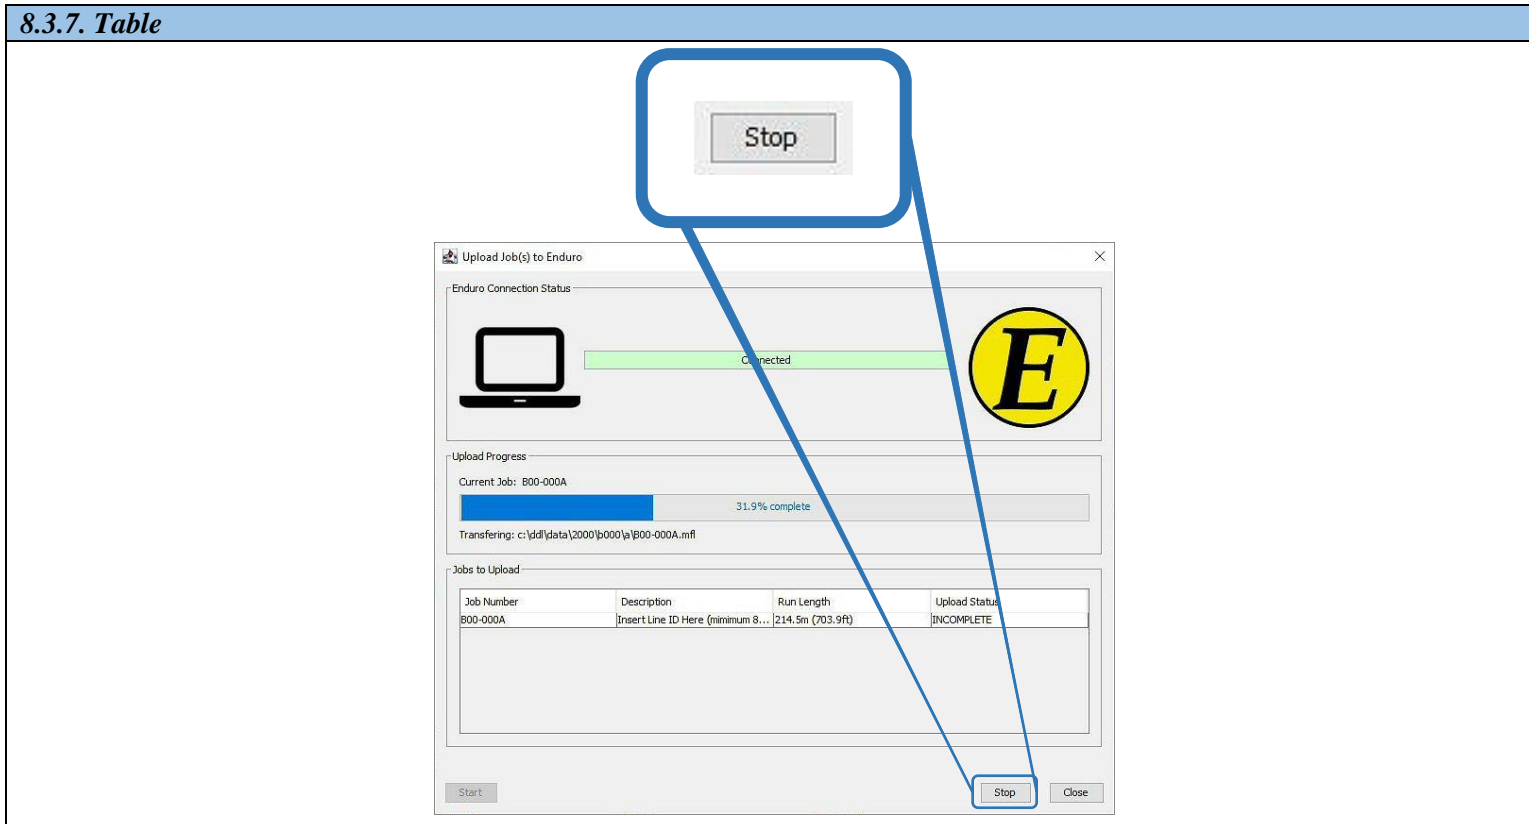 8.3.7. Table
Stop
Upload Job(s) to Enduro
Enduro Connection Status
Connected
E
Upload Progress
Current Job: B00-000A
31.9% complete
Transfering: c:\ddl\data\2000\b000\a\B00-000A.mfl
Jobs to Upload
Job Number Description Run Length Upload Status
B00-000A Insert Line ID Here (mimimum 8... 214.5m (703.9ft) INCOMPLETE
Start Stop Close